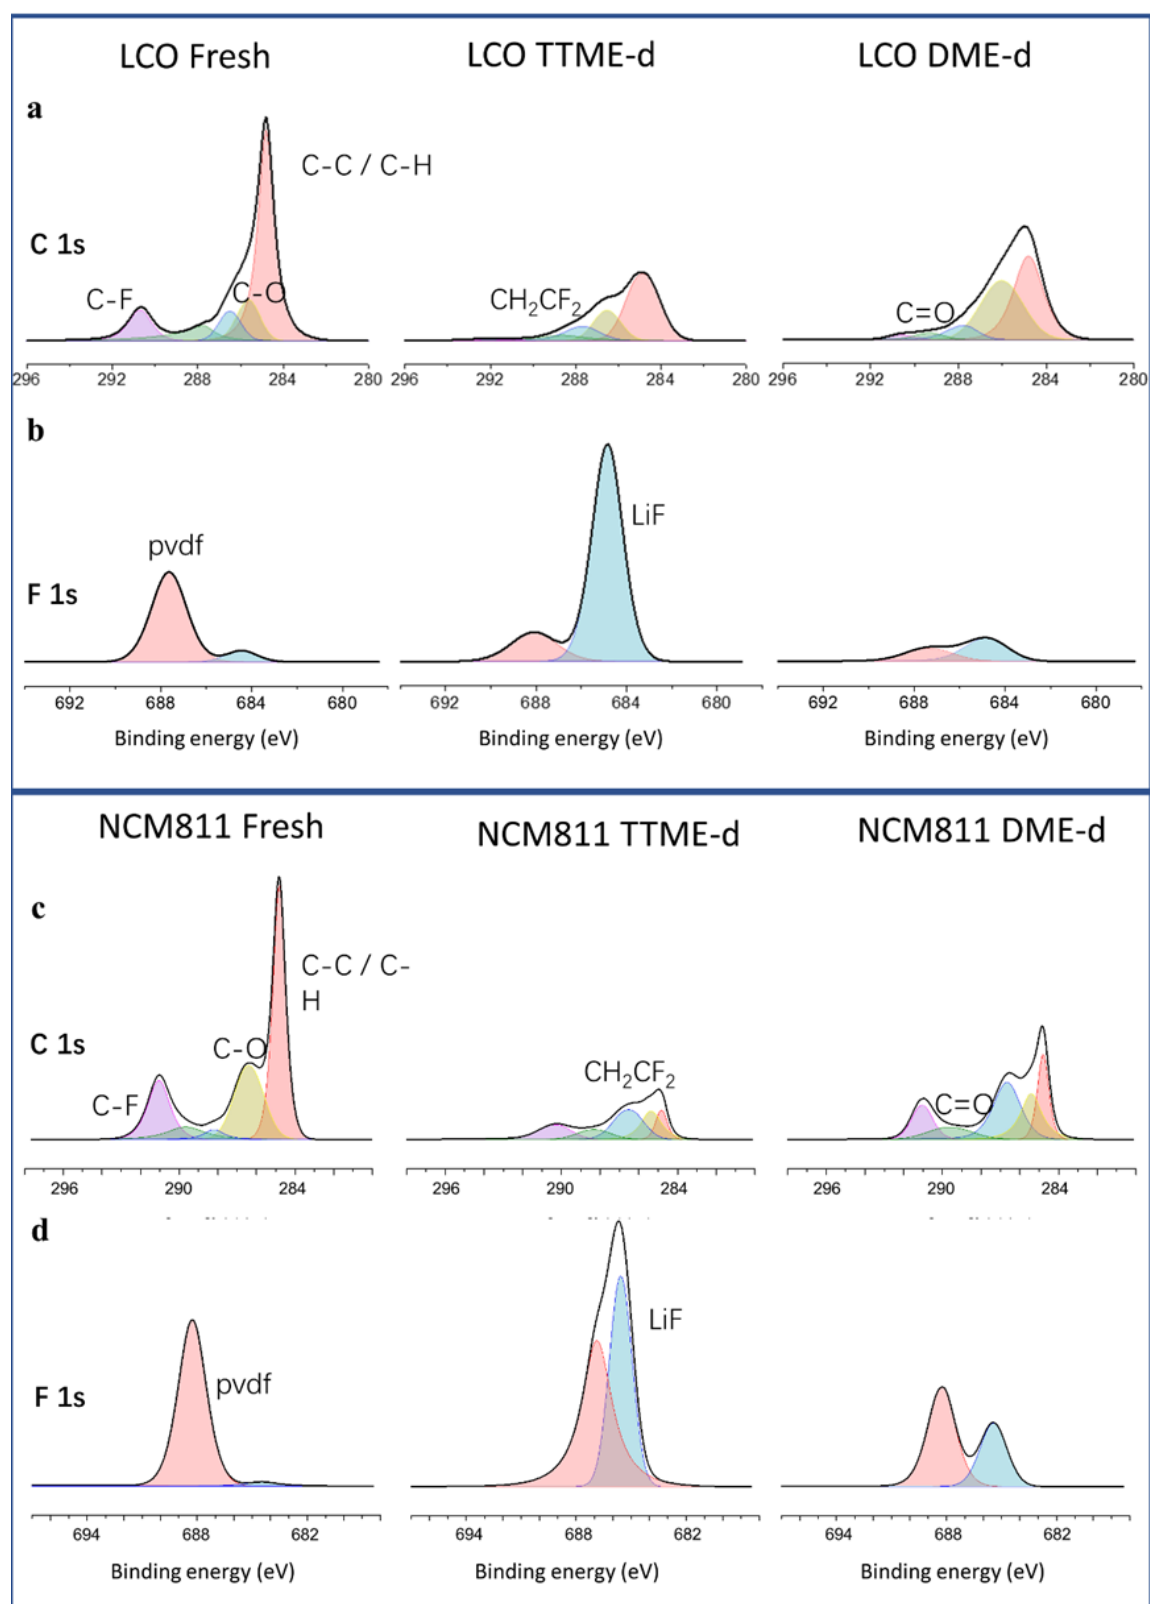 LCO Fresh LCO TTME-d LCO DME-d
a
C-C / C-H
C 1s
C-F C-O CH₂CF₂ C=O
296 292 288 284 280 296 292 288 284 280 296 292 288 284 280
b
LiF
pvdf
F 1s
692 688 684 680 692 688 684 680 692 688 684 680
Binding energy (eV) Binding energy (eV) Binding energy (eV)
NCM811 Fresh NCM811 TTME-d NCM811 DME-d
c
C-C / C-
H
C 1s C-O
CH₂CF₂
C-F C=O
296 290 284 296 290 284 296 290 284
d
LiF
pvdf
F 1s
694 688 682 694 688 682 694 688 682
Binding energy (eV) Binding energy (eV) Binding energy (eV)